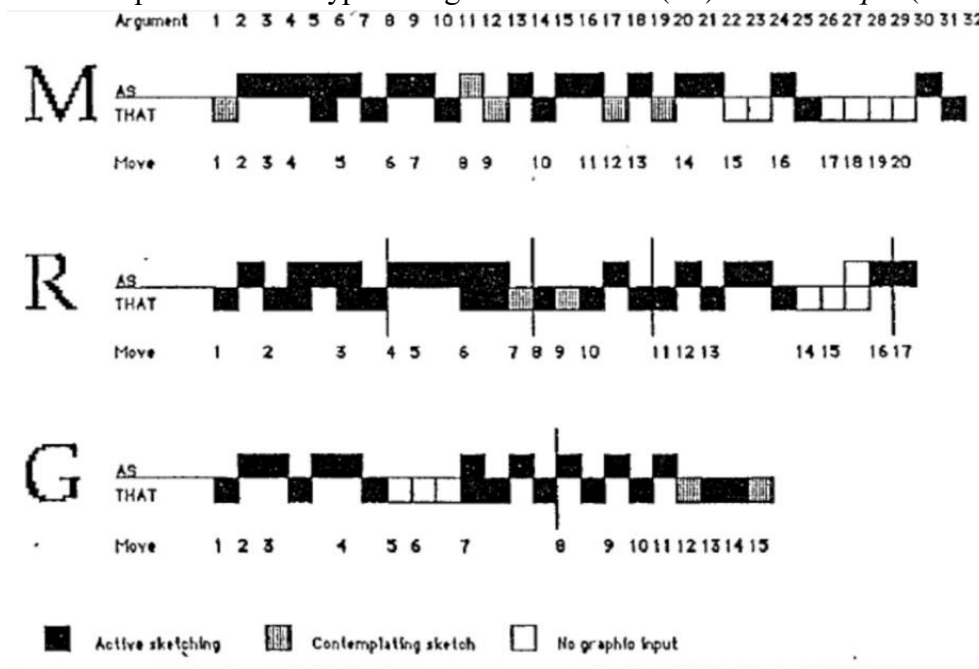 Argument 1 2 3 4 5 6 7 8 9 10 11 12 13 14 15 16 17 18 19 20 21 22 23 24 25 26 27 28 29 30 31 32
M
AS
THAT
Move 1 2 3 4 5 6 7 8 9 10 11 12 13 14 15 16 17 18 19 20
R
AS
THAT
Move 1 2 3 4 5 6 7 8 9 10 11 12 13 14 15 16 17
G
AS
THAT
Move 1 2 3 4 5 6 7 8 9 10 11 12 13 14 15
Active sketching Contemplating sketch No graphic input